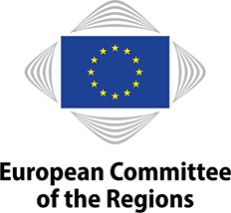 European Committee
of the Regions